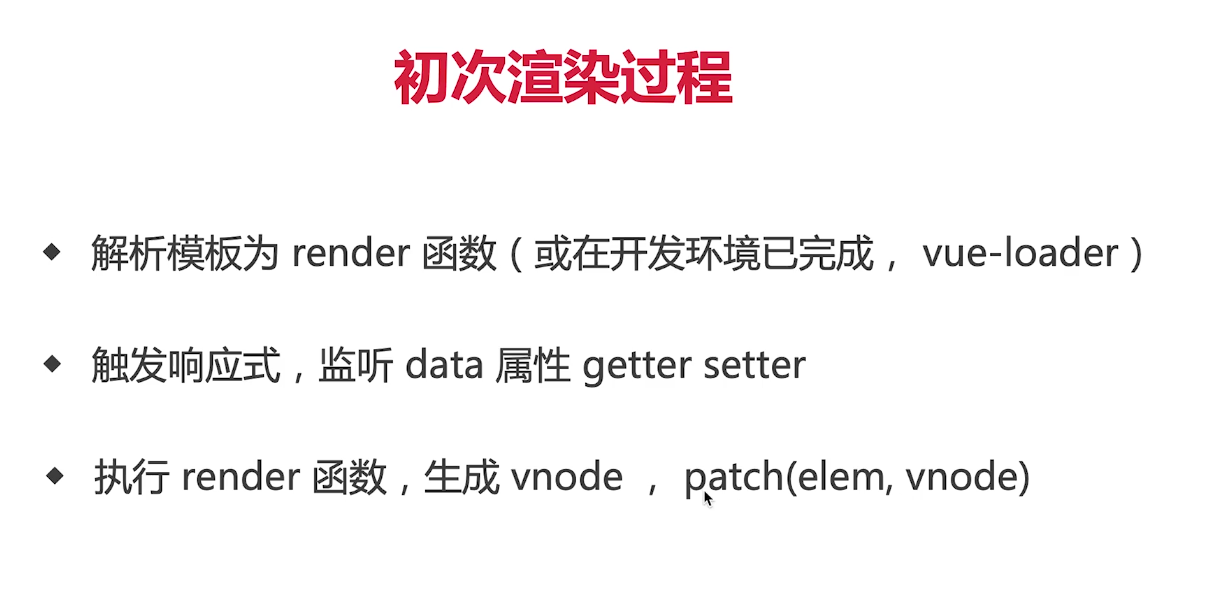 初次渲染过程
◆ 解析模板为 render 函数（或在开发环境已完成，vue-loader）
◆ 触发响应式，监听 data 属性 getter setter
◆ 执行 render 函数，生成 vnode ，patch(elem, vnode)